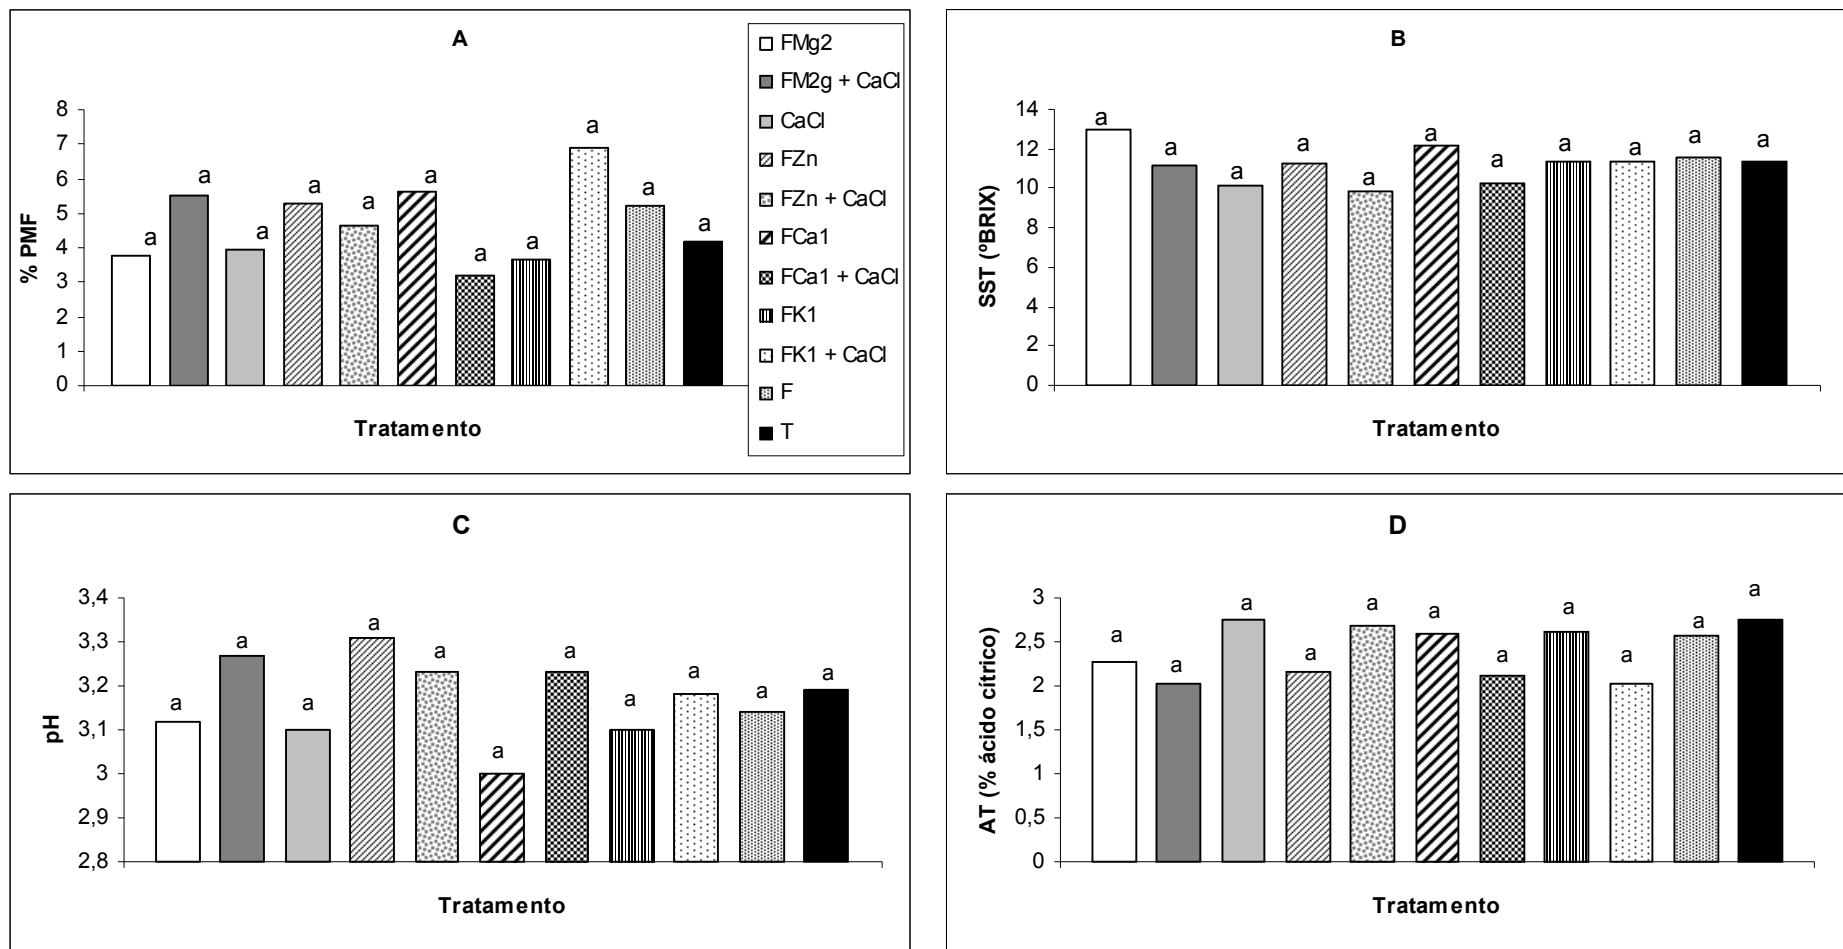 A
% PMF
8
7
6
5
4
3
2
1
0
a a a a a a a a a a a
Tratamento
FMg2
FM2g + CaCl
CaCl
FZn
FZn + CaCl
FCa1
FCa1 + CaCl
FK1
FK1 + CaCl
F
T
B
SST (ºBRIX)
14
12
10
8
6
4
2
0
a a a a a a a a a a a
Tratamento
C
pH
3,4
3,3
3,2
3,1
3
2,9
2,8
a a a a a a a a a a a
Tratamento
D
AT (% ácido cítrico)
3
2,5
2
1,5
1
0,5
0
a a a a a a a a a a a
Tratamento